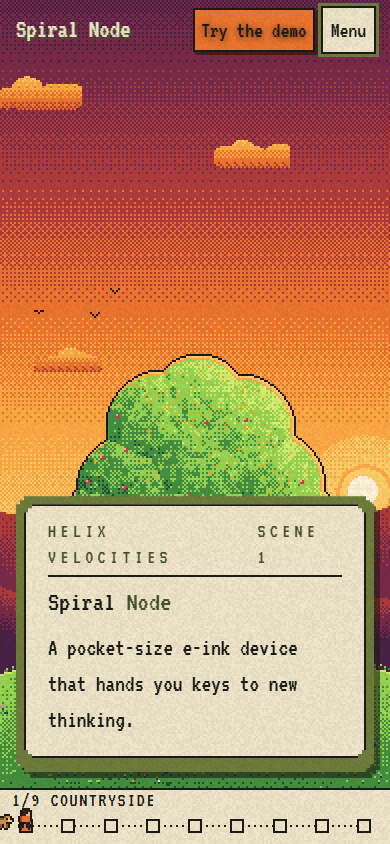 Spiral Node
Try the demo
Menu
HELIX VELOCITIES
SCENE 1
Spiral Node
A pocket-size e-ink device
that hands you keys to new
thinking.
1/9 COUNTRYSIDE